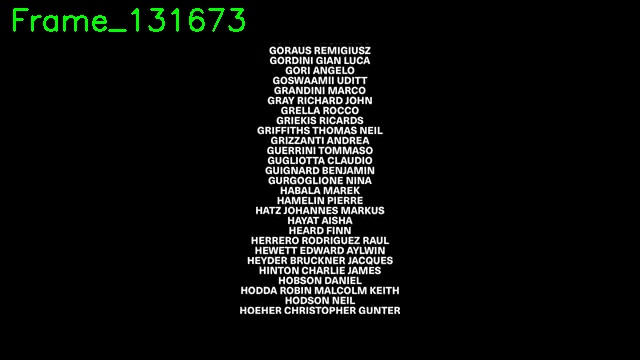 Frame_131673
GORAUS REMIGIUSZ
GORDINI GIAN LUCA
GORI ANGELO
GOSWAAMII UDITT
GRANDINI MARCO
GRAY RICHARD JOHN
GRELLA ROCCO
GRIEKIS RICARDS
GRIFFITHS THOMAS NEIL
GRIZZANTI ANDREA
GUERRINI TOMMASO
GUGLIOTTA CLAUDIO
GUIGNARD BENJAMIN
GURGOGLIONE NINA
HABALA MAREK
HAMELIN PIERRE
HATZ JOHANNES MARKUS
HAYAT AISHA
HEARD FINN
HERRERO RODRIGUEZ RAUL
HEWETT EDWARD AYLWIN
HEYDER BRUCKNER JACQUES
HINTON CHARLIE JAMES
HOBSON DANIEL
HODDA ROBIN MALCOLM KEITH
HODSON NEIL
HOEHER CHRISTOPHER GUNTER